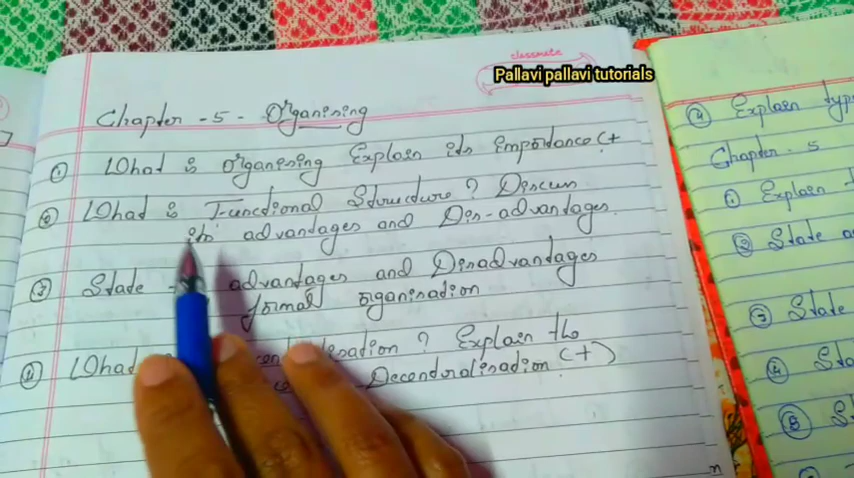 classmate
Pallavi pallavi tutorials
Chapter - 5 - Organising
① What is organising Explain its importance (+
② What is Functional Structure? Discuss
its advantages and Dis-advantages.
③ State advantages and Disadvantages
formal organisation
④ What Explain the
Decentralisation (+)
④ Explain
Chapter. 5
① Explain
② State
③ State
④
⑤